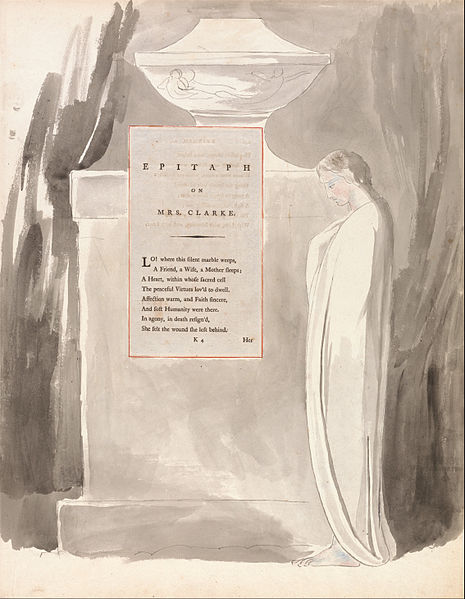 EPITAPH
ON
MRS. CLARKE.
LO! where this silent marble weeps,
A Friend, a Wife, a Mother sleeps;
A Heart, within whose sacred cell
The peaceful Virtues lov'd to dwell.
Affection warm, and Faith sincere,
And soft Humanity were there.
In agony, in death resign'd,
She felt the wound she left behind.
K 4 Her